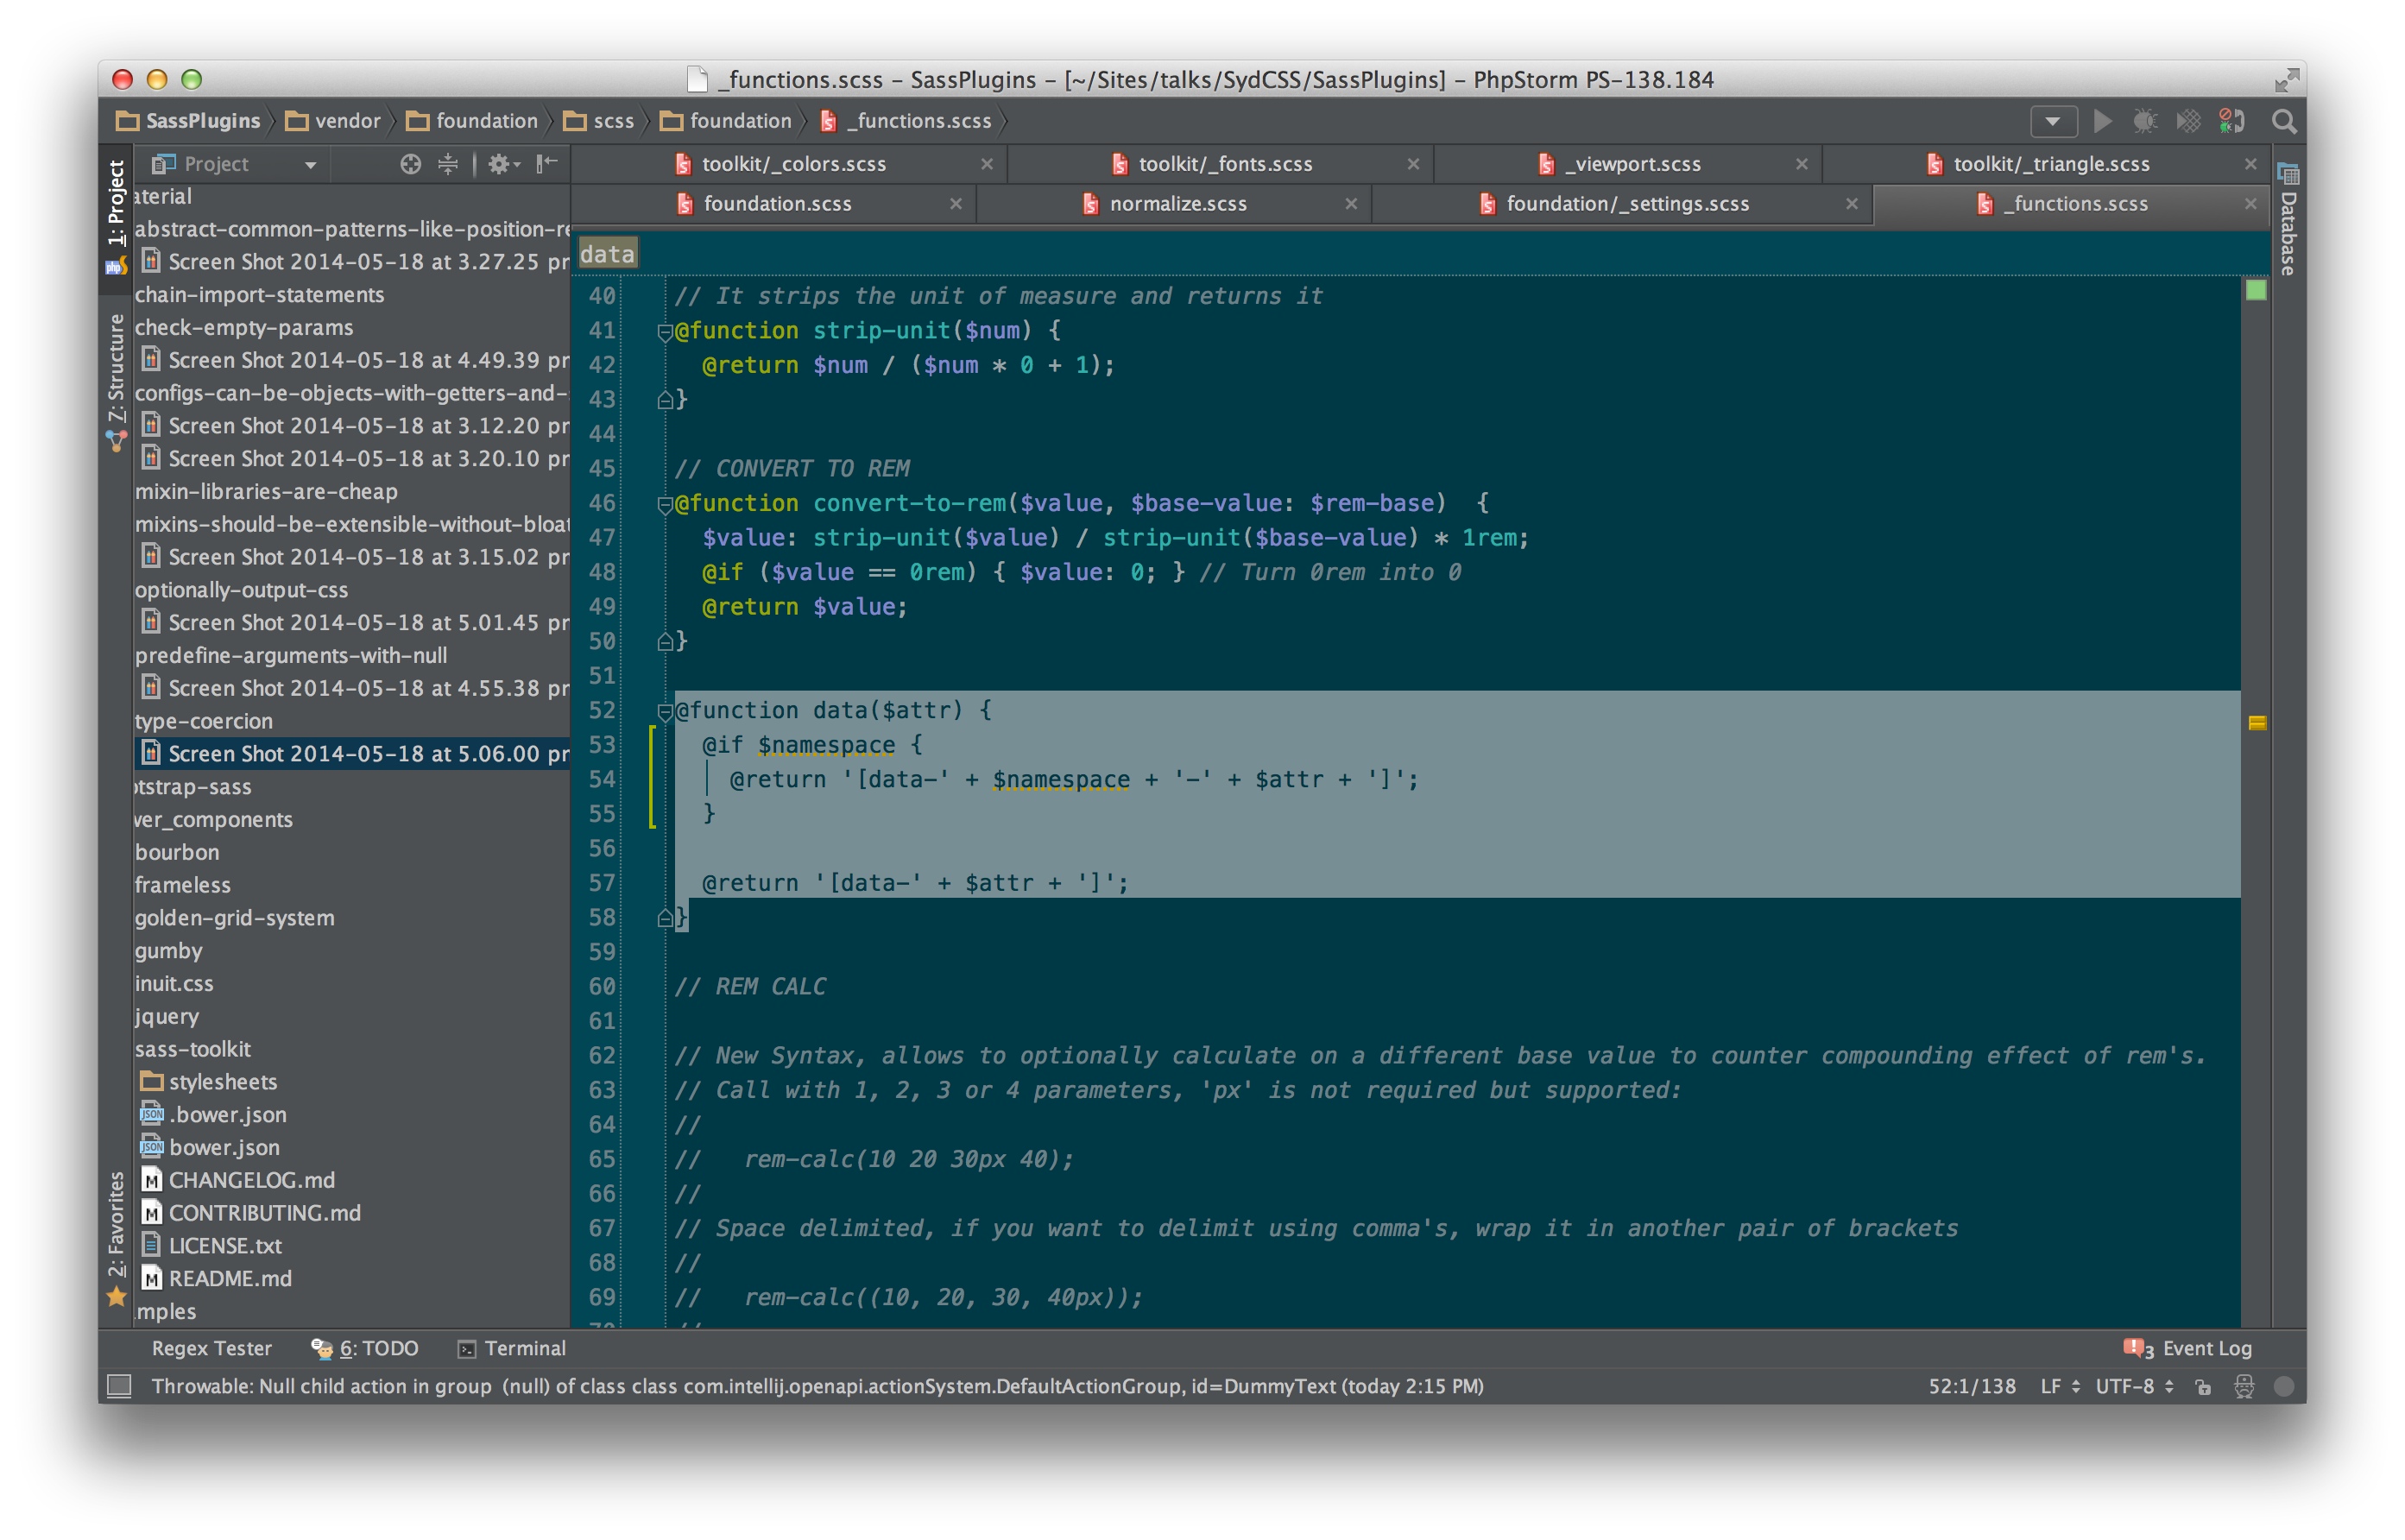 _functions.scss – SassPlugins – [~/Sites/talks/SydCSS/SassPlugins] – PhpStorm PS-138.184
SassPlugins vendor foundation scss foundation _functions.scss
1: Project
7: Structure
2: Favorites
Project
aterial
abstract-common-patterns-like-position-re
Screen Shot 2014-05-18 at 3.27.25 pr
chain-import-statements
check-empty-params
Screen Shot 2014-05-18 at 4.49.39 pr
configs-can-be-objects-with-getters-and-
Screen Shot 2014-05-18 at 3.12.20 pr
Screen Shot 2014-05-18 at 3.20.10 pr
mixin-libraries-are-cheap
mixins-should-be-extensible-without-bloat
Screen Shot 2014-05-18 at 3.15.02 pr
optionally-output-css
Screen Shot 2014-05-18 at 5.01.45 pr
predefine-arguments-with-null
Screen Shot 2014-05-18 at 4.55.38 pr
type-coercion
Screen Shot 2014-05-18 at 5.06.00 pr
otstrap-sass
wer_components
bourbon
frameless
golden-grid-system
gumby
inuit.css
jquery
sass-toolkit
stylesheets
.bower.json
bower.json
CHANGELOG.md
CONTRIBUTING.md
LICENSE.txt
README.md
mples
toolkit/_colors.scss toolkit/_fonts.scss _viewport.scss toolkit/_triangle.scss
foundation.scss normalize.scss foundation/_settings.scss _functions.scss
data
40 // It strips the unit of measure and returns it
41 @function strip-unit($num) {
42   @return $num / ($num * 0 + 1);
43 }
44
45 // CONVERT TO REM
46 @function convert-to-rem($value, $base-value: $rem-base)  {
47   $value: strip-unit($value) / strip-unit($base-value) * 1rem;
48   @if ($value == 0rem) { $value: 0; } // Turn 0rem into 0
49   @return $value;
50 }
51
52 @function data($attr) {
53   @if $namespace {
54     @return '[data-' + $namespace + '-' + $attr + ']';
55   }
56
57   @return '[data-' + $attr + ']';
58 }
59
60 // REM CALC
61
62 // New Syntax, allows to optionally calculate on a different base value to counter compounding effect of rem's.
63 // Call with 1, 2, 3 or 4 parameters, 'px' is not required but supported:
64 //
65 //   rem-calc(10 20 30px 40);
66 //
67 // Space delimited, if you want to delimit using comma's, wrap it in another pair of brackets
68 //
69 //   rem-calc((10, 20, 30, 40px));
70 //
Database
Regex Tester 6: TODO Terminal 3 Event Log
Throwable: Null child action in group (null) of class class com.intellij.openapi.actionSystem.DefaultActionGroup, id=DummyText (today 2:15 PM) 52:1/138 LF UTF-8